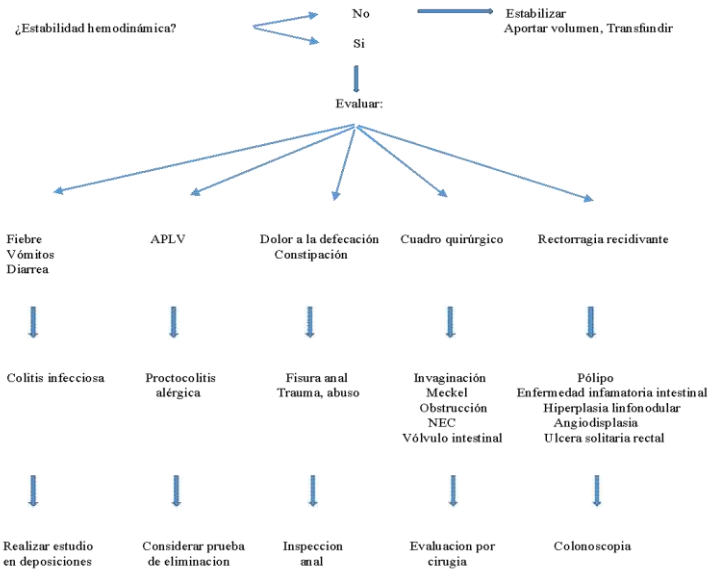 No
Estabilizar
¿Estabilidad hemodinámica?
Aportar volumen, Transfundir
Si
Evaluar:
Fiebre
Vómitos
Diarrea
APLV
Dolor a la defecación
Constipación
Cuadro quirúrgico
Rectorragia recidivante
Colitis infecciosa
Proctocolitis
alérgica
Fisura anal
Trauma, abuso
Invaginación
Meckel
Obstrucción
NEC
Vólvulo intestinal
Pólipo
Enfermedad infamatoria intestinal
Hiperplasia linfonodular
Angiodisplasia
Ulcera solitaria rectal
Realizar estudio
en deposiciones
Considerar prueba
de eliminacion
Inspeccion
anal
Evaluacion por
cirugia
Colonoscopia